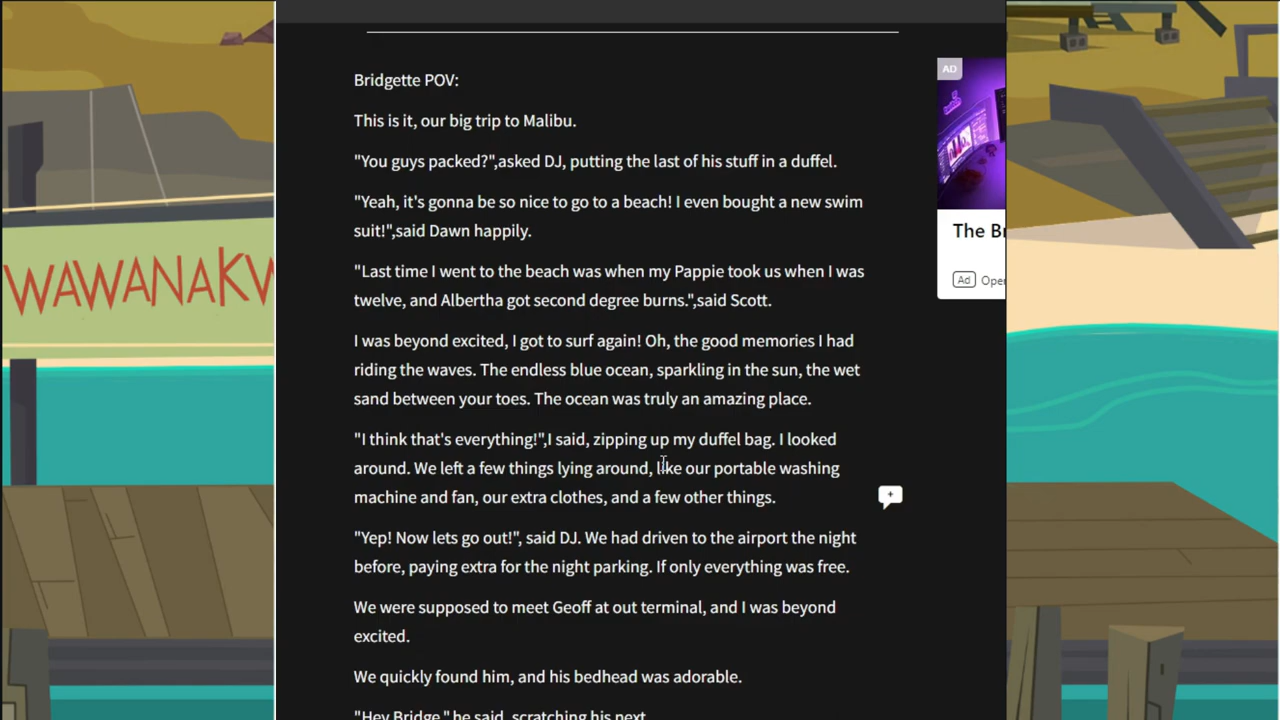 WAWANAKW
Bridgette POV:
This is it, our big trip to Malibu.
"You guys packed?",asked DJ, putting the last of his stuff in a duffel.
"Yeah, it's gonna be so nice to go to a beach! I even bought a new swim
suit!",said Dawn happily.
"Last time I went to the beach was when my Pappie took us when I was
twelve, and Albertha got second degree burns.",said Scott.
I was beyond excited, I got to surf again! Oh, the good memories I had
riding the waves. The endless blue ocean, sparkling in the sun, the wet
sand between your toes. The ocean was truly an amazing place.
"I think that's everything!",I said, zipping up my duffel bag. I looked
around. We left a few things lying around, like our portable washing
machine and fan, our extra clothes, and a few other things.
"Yep! Now lets go out!", said DJ. We had driven to the airport the night
before, paying extra for the night parking. If only everything was free.
We were supposed to meet Geoff at out terminal, and I was beyond
excited.
We quickly found him, and his bedhead was adorable.
"Hey Bridge," he said, scratching his next
AD
The Br
Ad Oper